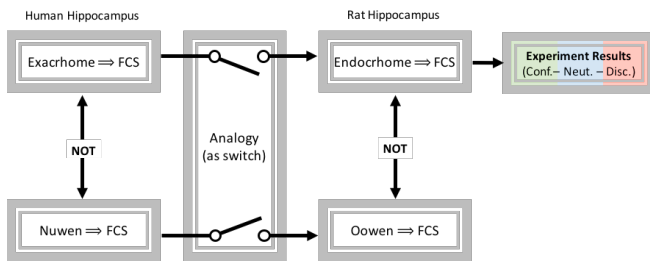 Human Hippocampus
Rat Hippocampus
Exacrhome ⟹ FCS
Endocrhome ⟹ FCS
Experiment Results
(Conf.– Neut. – Disc.)
NOT
Analogy
(as switch)
NOT
Nuwen ⟹ FCS
Oowen ⟹ FCS